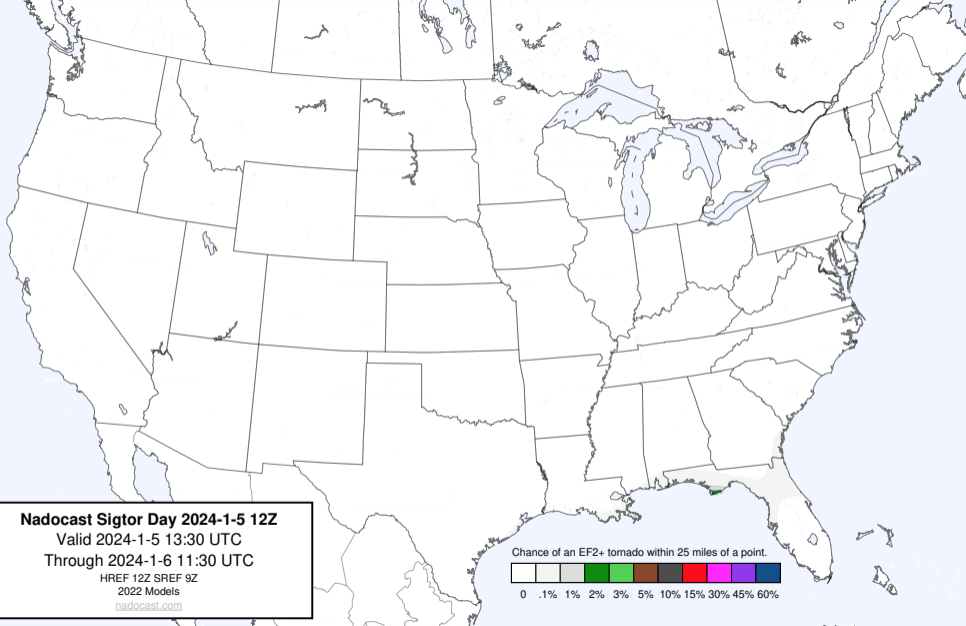 Nadocast Sigtor Day 2024-1-5 12Z
Valid 2024-1-5 13:30 UTC
Through 2024-1-6 11:30 UTC
HREF 12Z SREF 9Z
2022 Models
nadocast.com
Chance of an EF2+ tornado within 25 miles of a point.
0 .1% 1% 2% 3% 5% 10% 15% 30% 45% 60%